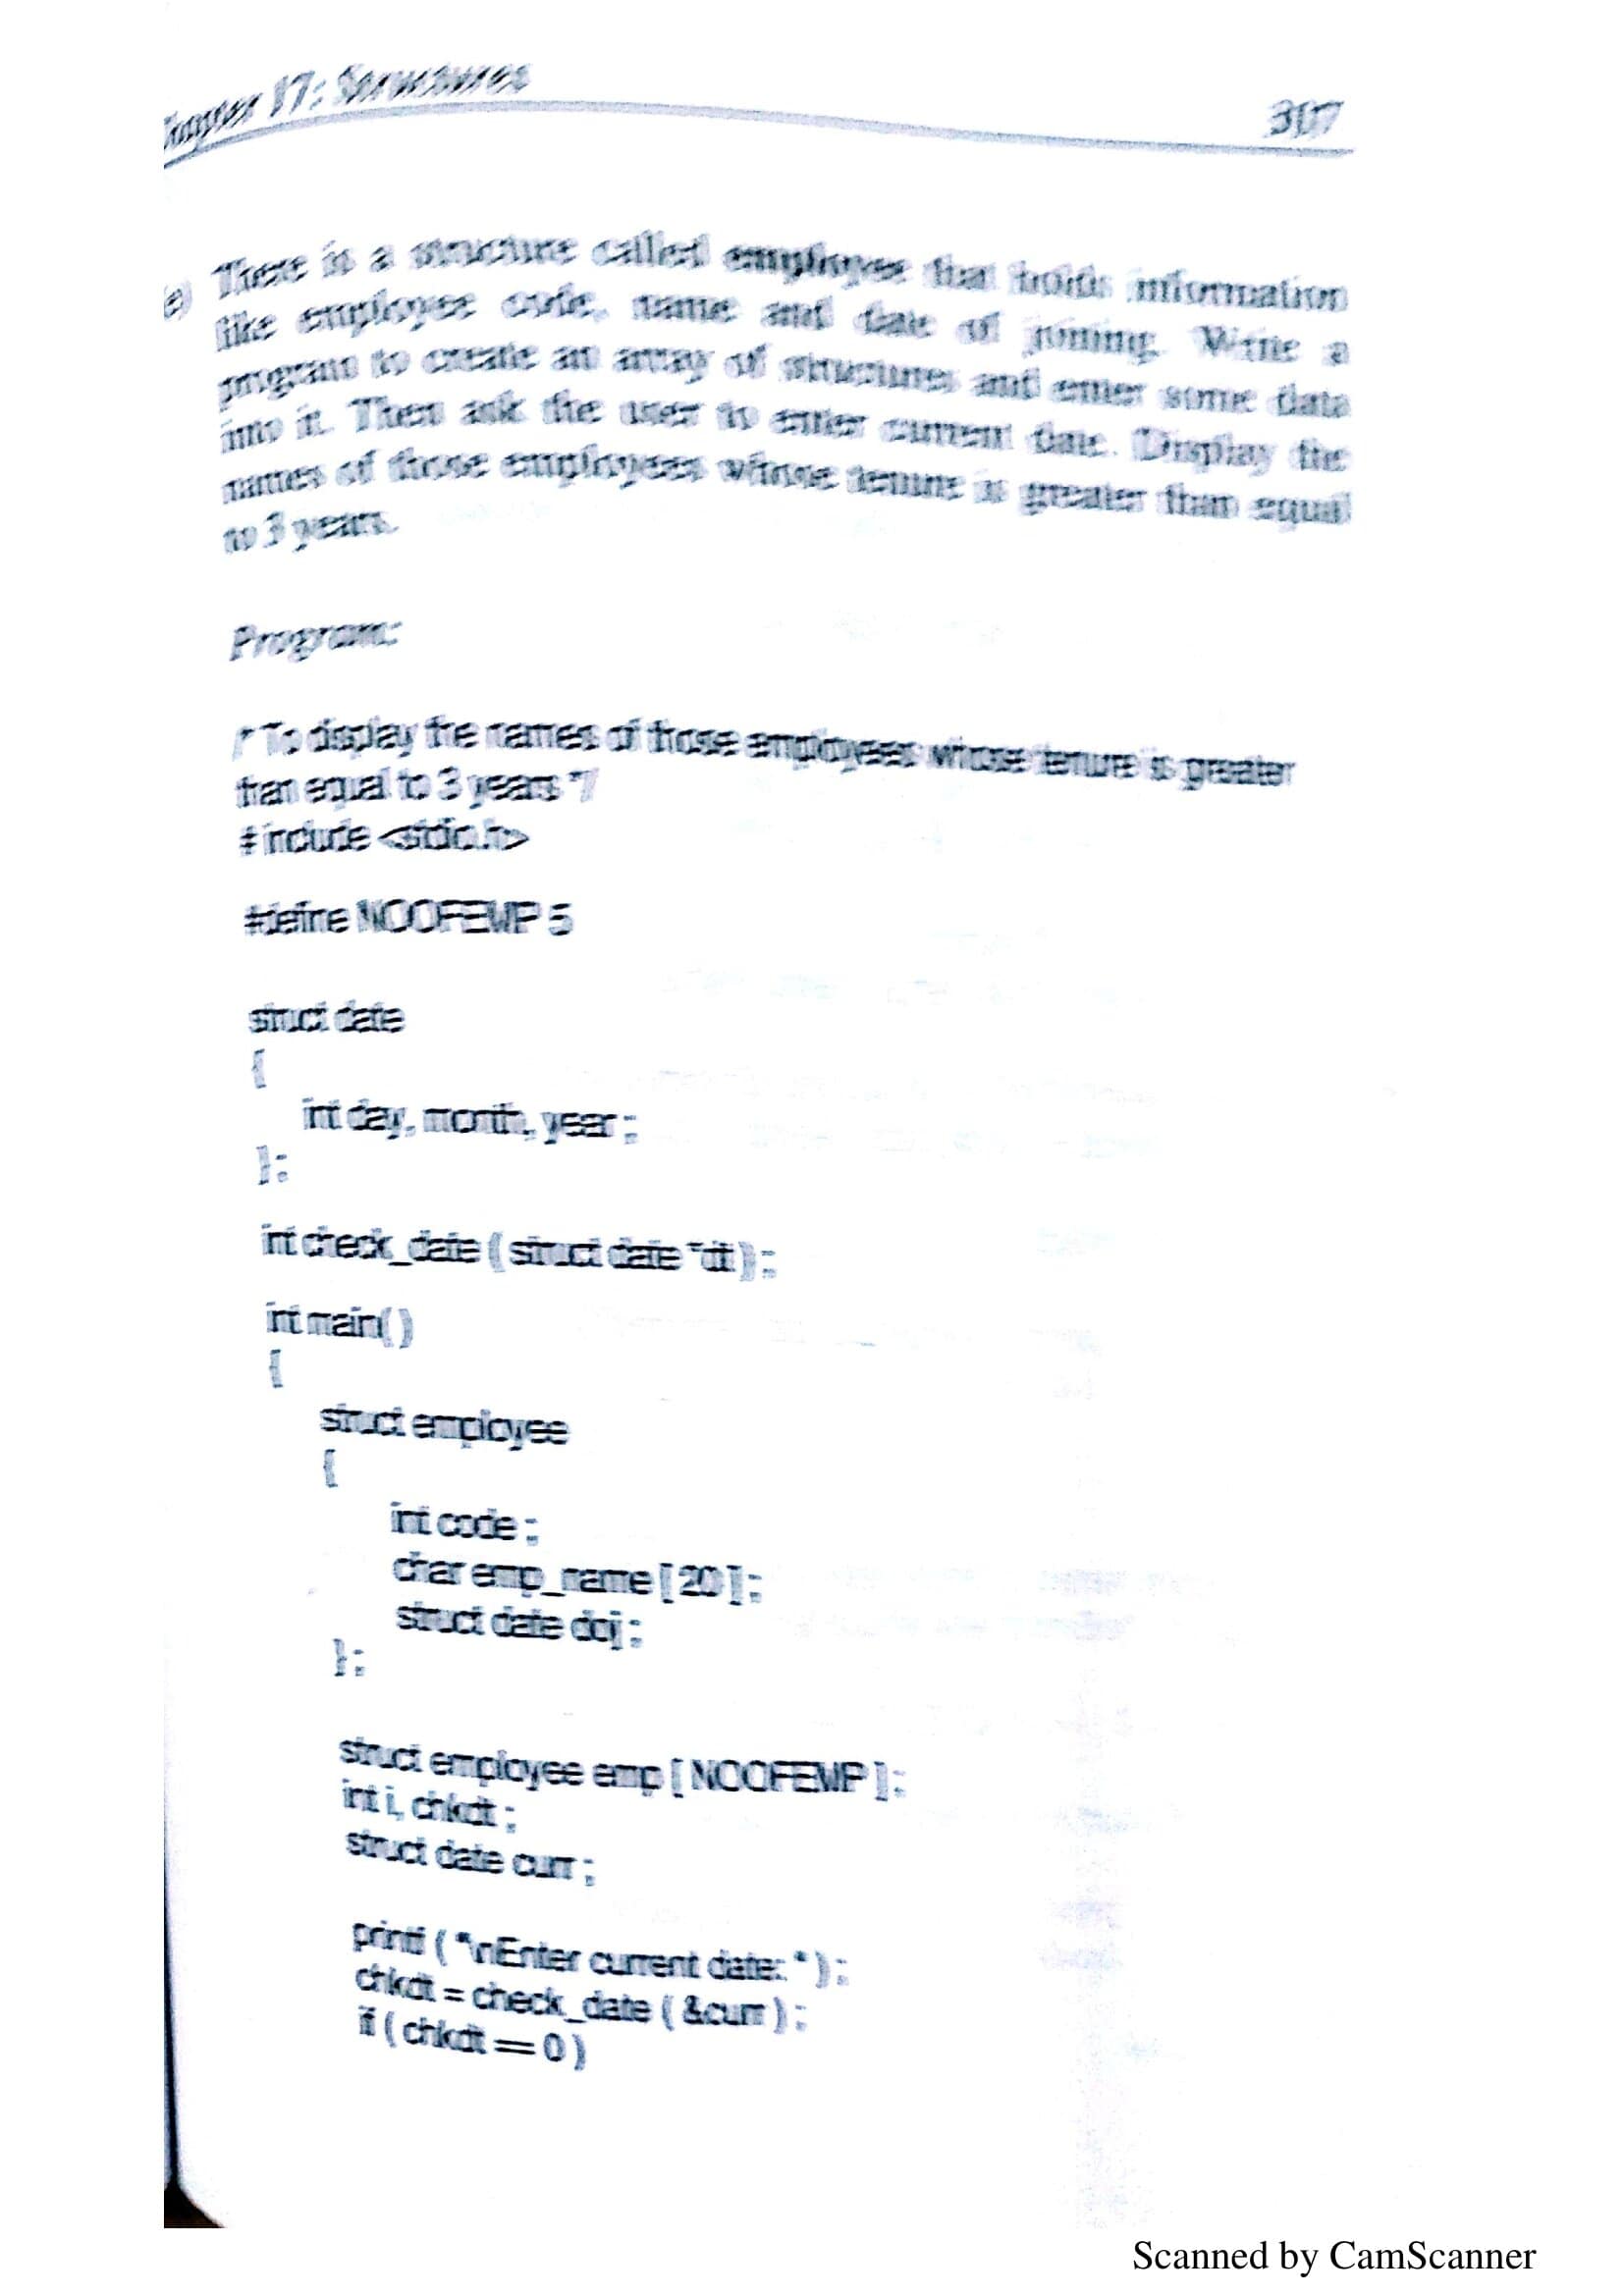 Chapter 17: Structures
307
(e) There is a structure called employee that holds information
like employee code, name and date of joining. Write a
program to create an array of structures and enter some data
into it. Then ask the user to enter current date. Display the
names of those employees whose tenure is greater than equal
to 3 years.
Program:
/* To display the names of those employees whose tenure is greater
than equal to 3 years */
# include <stdio.h>
#define NOOFEMP 5
struct date
{
int day, month, year ;
} ;
int check_date ( struct date *dt ) ;
int main( )
{
struct employee
{
int code ;
char emp_name [ 20 ] ;
struct date doj ;
} ;
struct employee emp [ NOOFEMP ] ;
int i, chkdt ;
struct date curr ;
printf ( "\nEnter current date: " ) ;
chkdt = check_date ( &curr ) ;
if ( chkdt == 0 )
Scanned by CamScanner